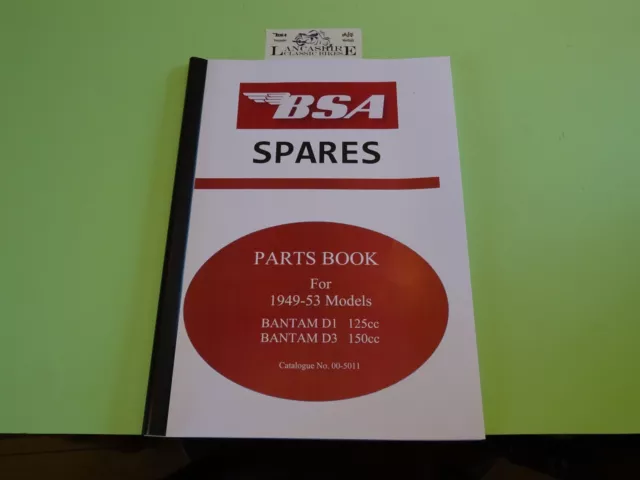 LANCASHIRE
CLASSIC BIKES
BSA
SPARES
PARTS BOOK
For
1949-53 Models
BANTAM D1 125cc
BANTAM D3 150cc
Catalogue No. 00-5011